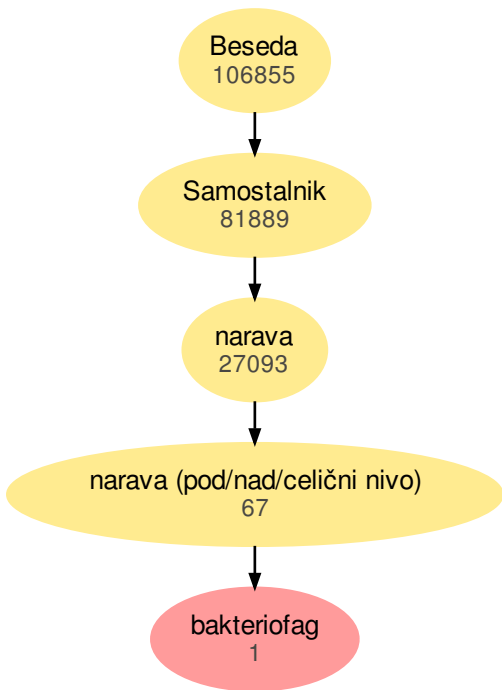 Beseda
106855
Samostalnik
81889
narava
27093
narava (pod/nad/celični nivo)
67
bakteriofag
1